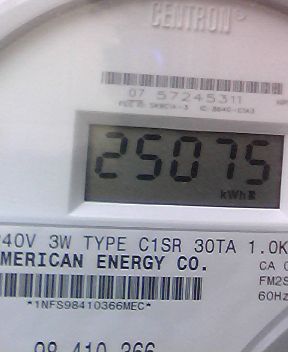 CENTRON
07 57245311
25075
kWh
240V 3W TYPE C1SR 30TA 1.0K
AMERICAN ENERGY CO.
CA
FM2S
60Hz
*1NFS98410366MEC*
98 410 366